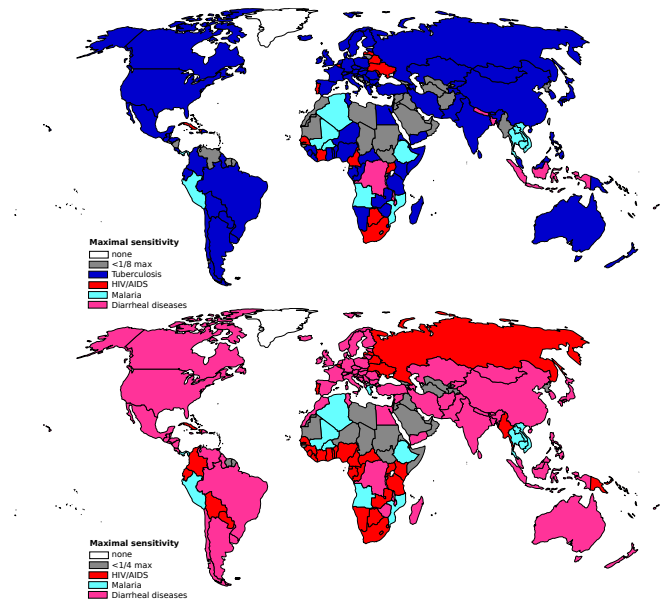 Maximal sensitivity
none
<1/8 max
Tuberculosis
HIV/AIDS
Malaria
Diarrheal diseases
Maximal sensitivity
none
<1/4 max
HIV/AIDS
Malaria
Diarrheal diseases